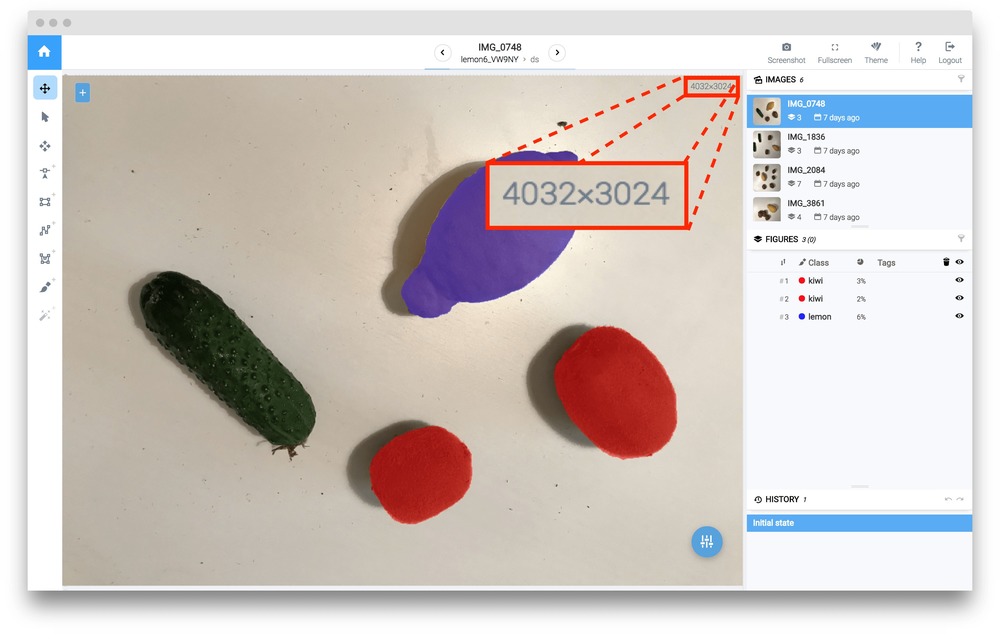 IMG_0748
lemon6_VW9NY › ds
Screenshot
Fullscreen
Theme
Help
Logout
4032×3024
4032×3024
IMAGES 6
IMG_0748
3 7 days ago
IMG_1836
3 7 days ago
IMG_2084
7 7 days ago
IMG_3861
4 7 days ago
FIGURES 3 (0)
Class Tags
#1 kiwi 3%
#2 kiwi 2%
#3 lemon 6%
HISTORY 1
Initial state